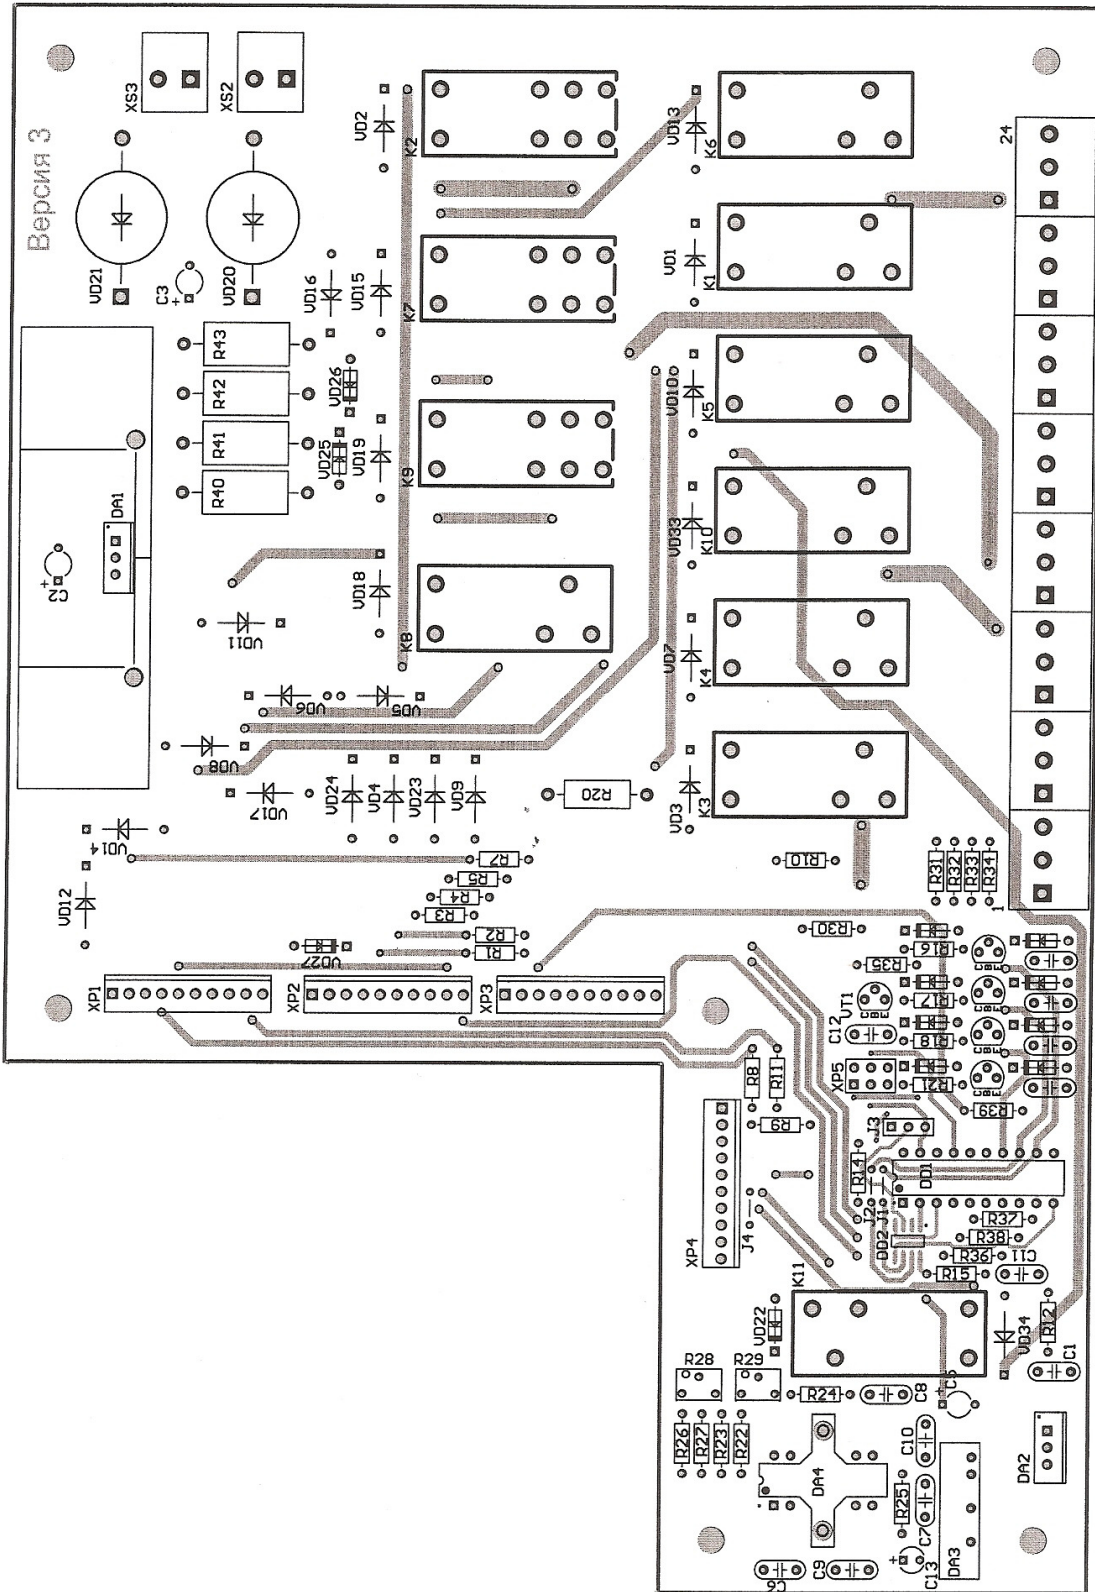 XS3
XS2
Версия 3
VD21
C3
+
VD20
VD2
K2
VD13
K6
24
VD16
VD15
K7
VD1
K1
R43
R42
R41
R40
VD26
VD25
VD19
K9
VD10
K5
DA1
C2
+
VD18
K8
VD33
K10
VD11
VD6
VD5
VD7
K4
VD8
VD17
VD24
VD4
VD23
VD9
R20
VD3
K3
VD14
VD12
R7
R5
R4
R3
R2
R1
R10
R31
R32
R33
R34
1
VD27
XP1
XP2
XP3
R30
R16
R35
R17
VT1
C B E
C B E
C B E
C B E
C B E
C12
R18
XP5
R21
R8
R11
R9
R39
J3
R14
DD1
XP4
J4
J2
J1
DD2
R37
R38
R36
R15
C11
K11
VD22
VD34
R12
C1
R28
R29
R24
C8
C5
+
R26
R27
R23
R22
DA4
C10
R25
C7
DA2
C13
+
DA3
C6
C9